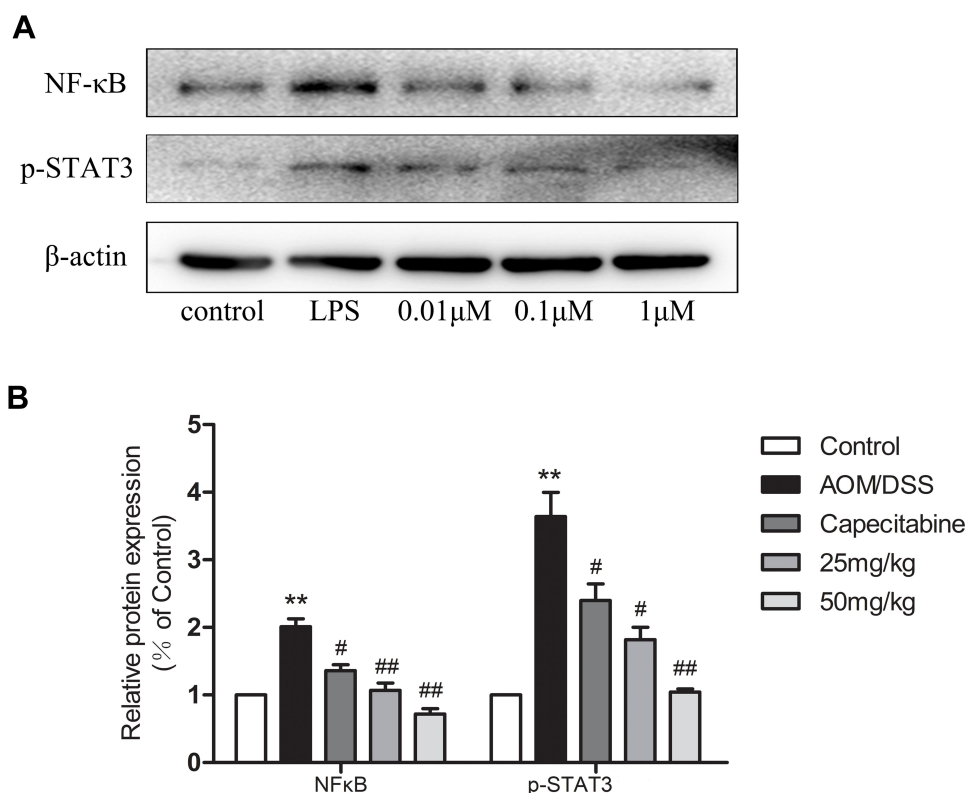 A
NF-κB
p-STAT3
β-actin
control LPS 0.01μM 0.1μM 1μM
B
Relative protein expression
(% of Control)
5
4
3
2
1
0
** # ## ##
** # # ##
NFκB p-STAT3
Control
AOM/DSS
Capecitabine
25mg/kg
50mg/kg